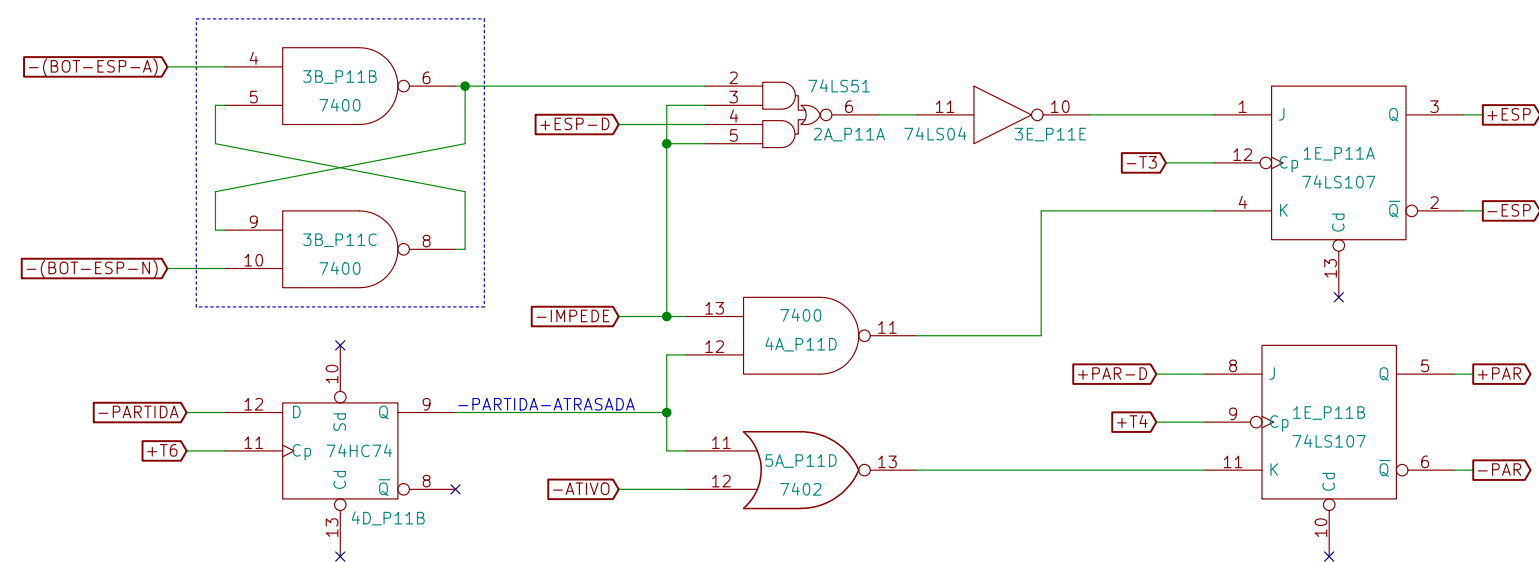 -(BOT-ESP-A)
4
5
3B_P11B
7400
6
9
10
3B_P11C
7400
8
-(BOT-ESP-N)
+ESP-D
2
3
4
5
74LS51
6
2A_P11A
11
74LS04
10
3E_P11E
-T3
1
12
4
J
Cp
K
1E_P11A
74LS107
Cd
13
Q
Q
3
2
+ESP
-ESP
-IMPEDE
13
12
7400
4A_P11D
11
-PARTIDA
+T6
12
11
10
D
Cp
Sd
74HC74
Cd
Q
Q
9
8
13
4D_P11B
-PARTIDA-ATRASADA
-ATIVO
11
12
5A_P11D
7402
13
+PAR-D
+T4
8
9
11
J
Cp
K
1E_P11B
74LS107
Cd
10
Q
Q
5
6
+PAR
-PAR